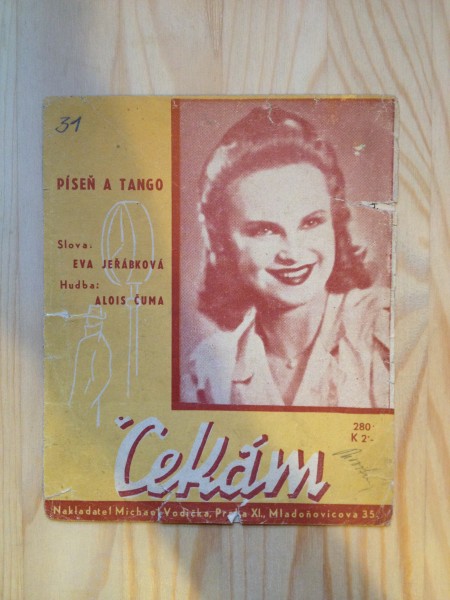 31
PÍSEŇ A TANGO
Slova:
EVA JEŘÁBKOVÁ
Hudba:
ALOIS ČUMA
280
K 2·-
Čekám
Nakladatel Michael Vodička, Praha XI., Mladoňovicova 35.